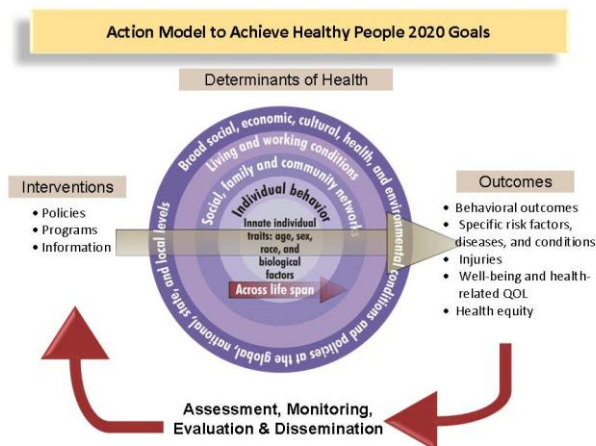 Action Model to Achieve Healthy People 2020 Goals
Determinants of Health
Broad social, economic, cultural, health, and environmental conditions and policies at the global, national, state, and local levels
Living and working conditions
Social, family and community networks
Individual behavior
Innate individual
traits: age, sex,
race, and
biological
factors
Across life span
Interventions
• Policies
• Programs
• Information
Outcomes
• Behavioral outcomes
• Specific risk factors,
diseases, and conditions
• Injuries
• Well-being and health-
related QOL
• Health equity
Assessment, Monitoring,
Evaluation & Dissemination